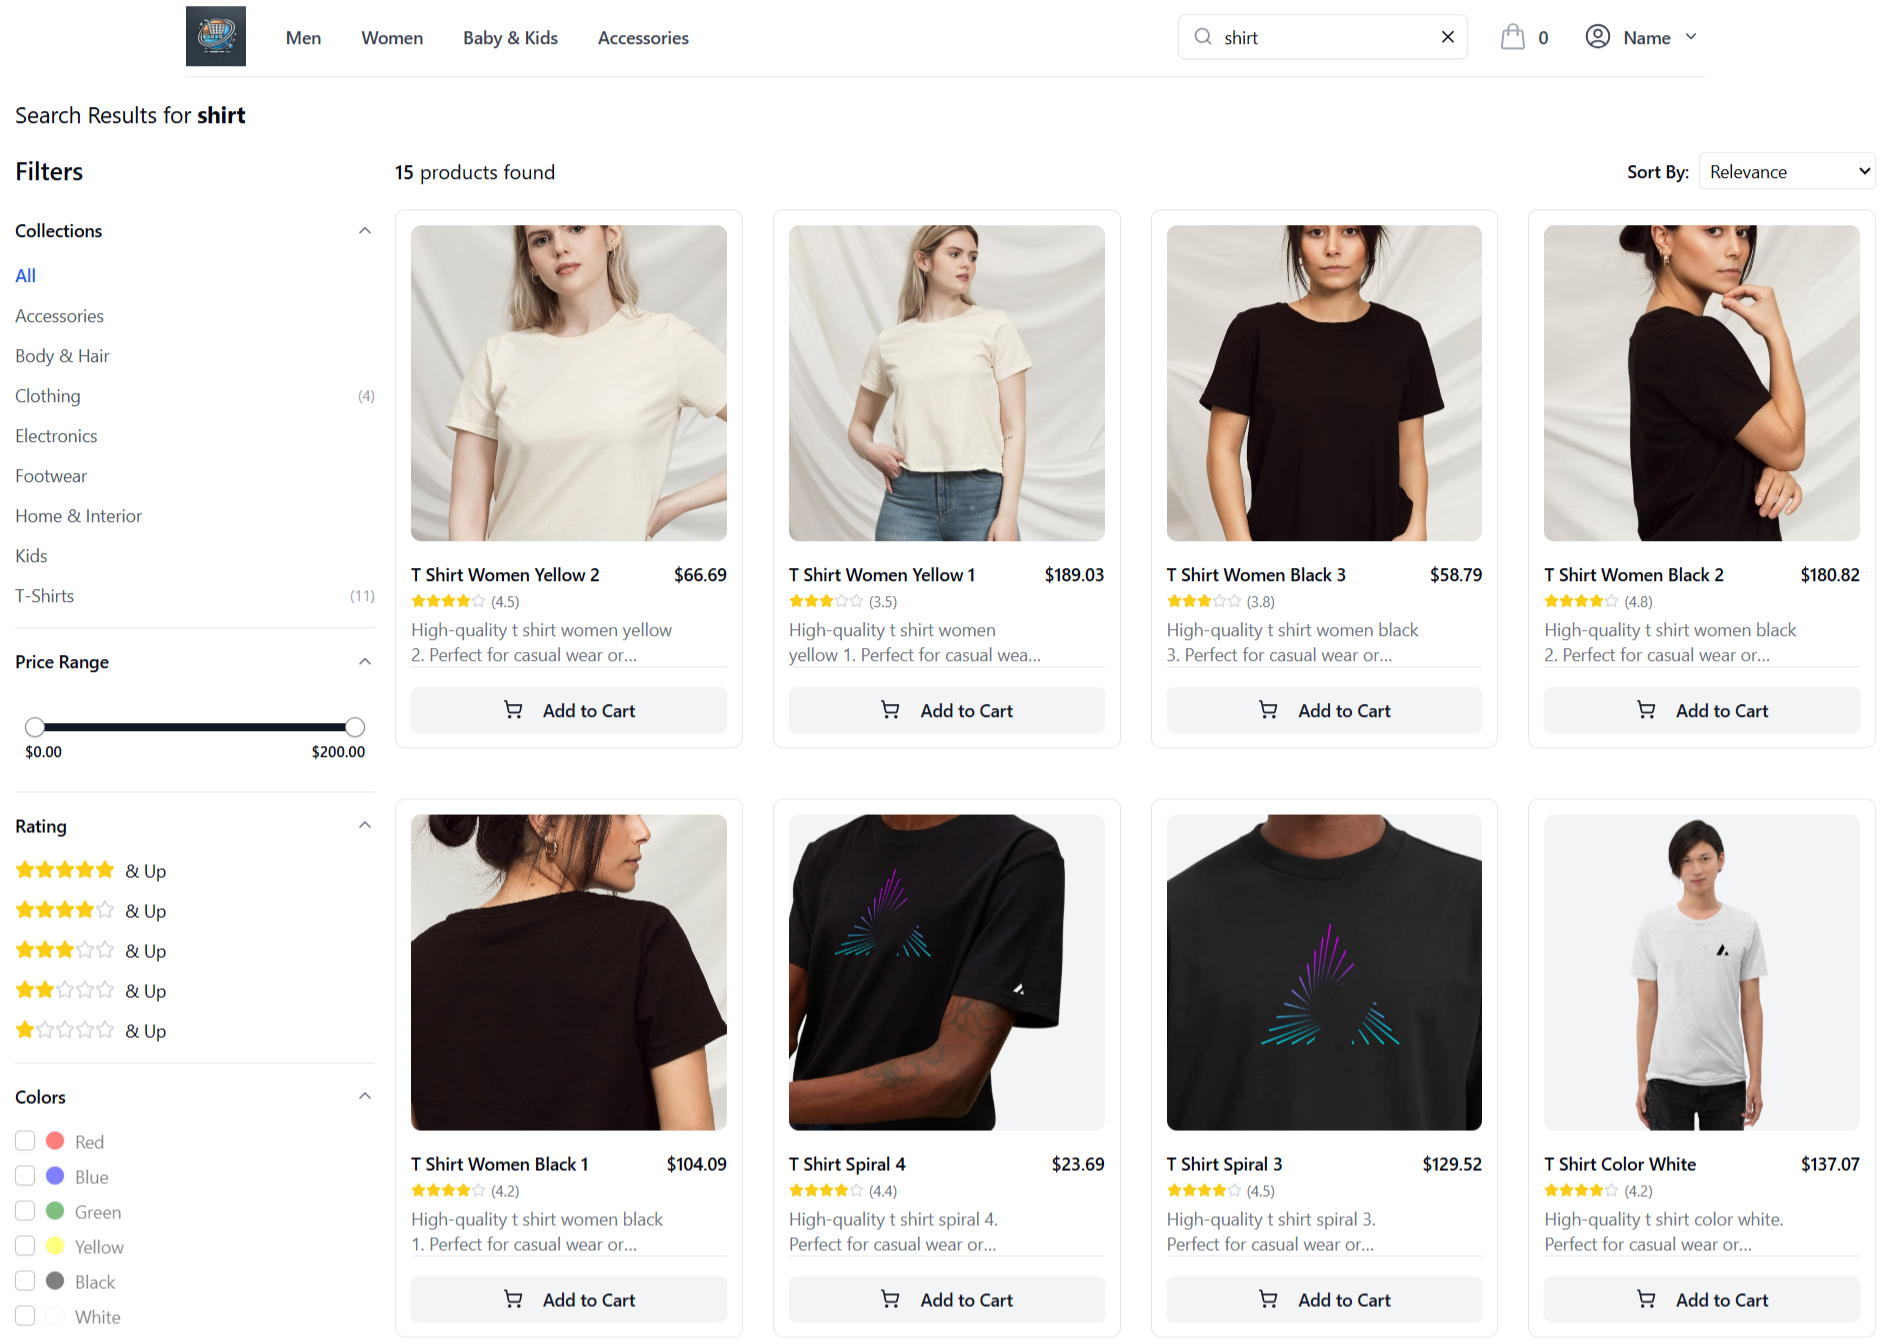 Men
Women
Baby & Kids
Accessories
shirt
0
Name
Search Results for shirt
Filters
15 products found
Sort By:
Relevance
Collections
All
Accessories
Body & Hair
Clothing
(4)
Electronics
Footwear
Home & Interior
Kids
T-Shirts
(11)
Price Range
$0.00
$200.00
Rating
& Up
& Up
& Up
& Up
& Up
Colors
Red
Blue
Green
Yellow
Black
White
T Shirt Women Yellow 2
$66.69
(4.5)
High-quality t shirt women yellow
2. Perfect for casual wear or...
Add to Cart
T Shirt Women Yellow 1
$189.03
(3.5)
High-quality t shirt women
yellow 1. Perfect for casual wea...
Add to Cart
T Shirt Women Black 3
$58.79
(3.8)
High-quality t shirt women black
3. Perfect for casual wear or...
Add to Cart
T Shirt Women Black 2
$180.82
(4.8)
High-quality t shirt women black
2. Perfect for casual wear or...
Add to Cart
T Shirt Women Black 1
$104.09
(4.2)
High-quality t shirt women black
1. Perfect for casual wear or...
Add to Cart
T Shirt Spiral 4
$23.69
(4.4)
High-quality t shirt spiral 4.
Perfect for casual wear or...
Add to Cart
T Shirt Spiral 3
$129.52
(4.5)
High-quality t shirt spiral 3.
Perfect for casual wear or...
Add to Cart
T Shirt Color White
$137.07
(4.2)
High-quality t shirt color white.
Perfect for casual wear or...
Add to Cart